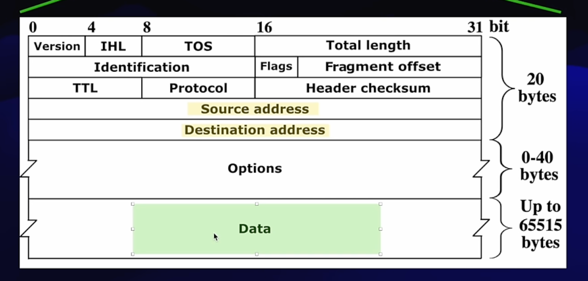 0 4 8 16 31 bit
Version IHL TOS Total length
Identification Flags Fragment offset
TTL Protocol Header checksum
Source address
Destination address
20
bytes
Options
0-40
bytes
Data
Up to
65515
bytes